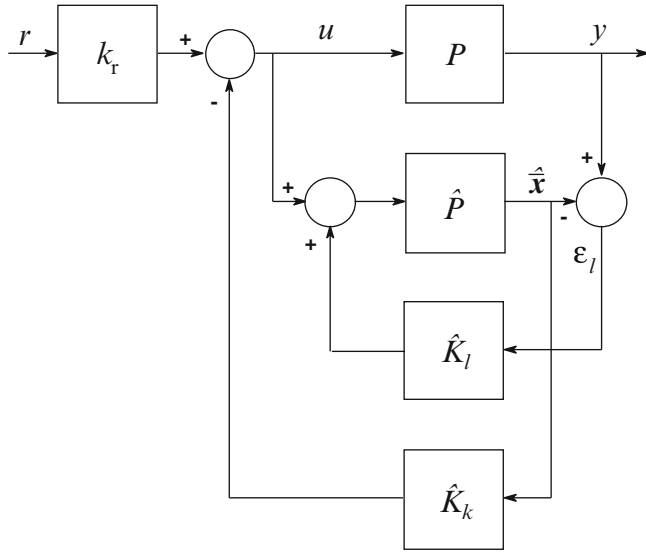 r
k_r
+
-
u
P
y
+
+
P̂
x̄̂
+
-
ε_l
K̂_l
K̂_k